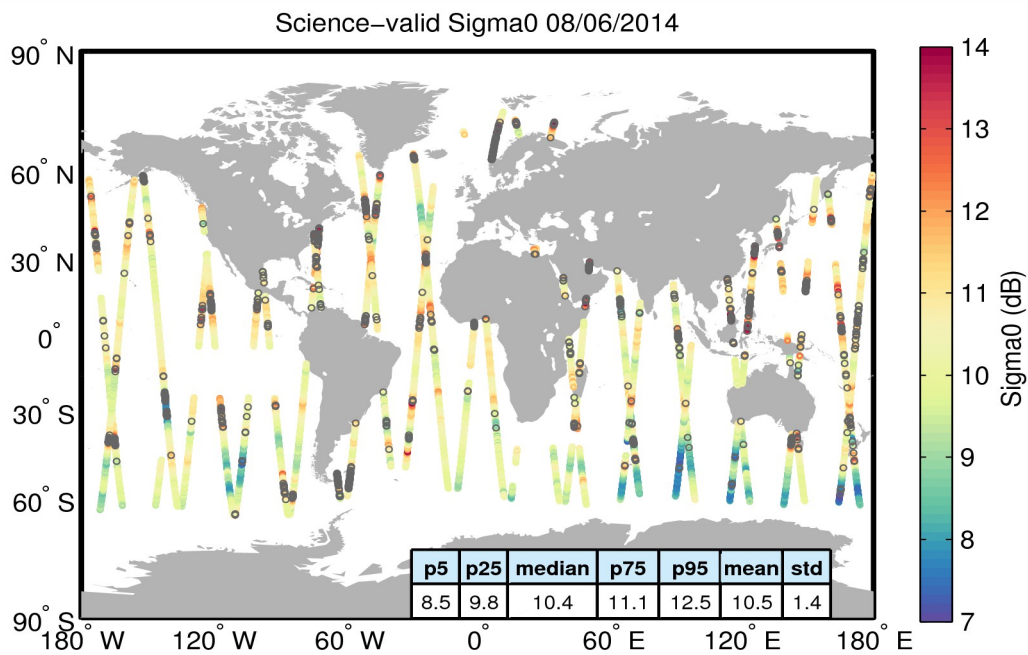 Science−valid Sigma0 08/06/2014
90° N
60° N
30° N
0°
30° S
60° S
90° S
180° W
120° W
60° W
0°
60° E
120° E
180° E
14
13
12
11
10
9
8
7
Sigma0 (dB)
p5 p25 median p75 p95 mean std
8.5 9.8 10.4 11.1 12.5 10.5 1.4